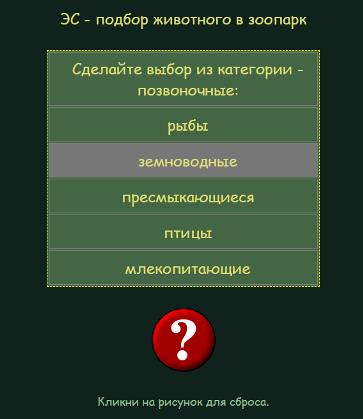 ЭС - подбор животного в зоопарк
Сделайте выбор из категории -
позвоночные:
рыбы
земноводные
пресмыкающиеся
птицы
млекопитающие
?
Кликни на рисунок для сброса.